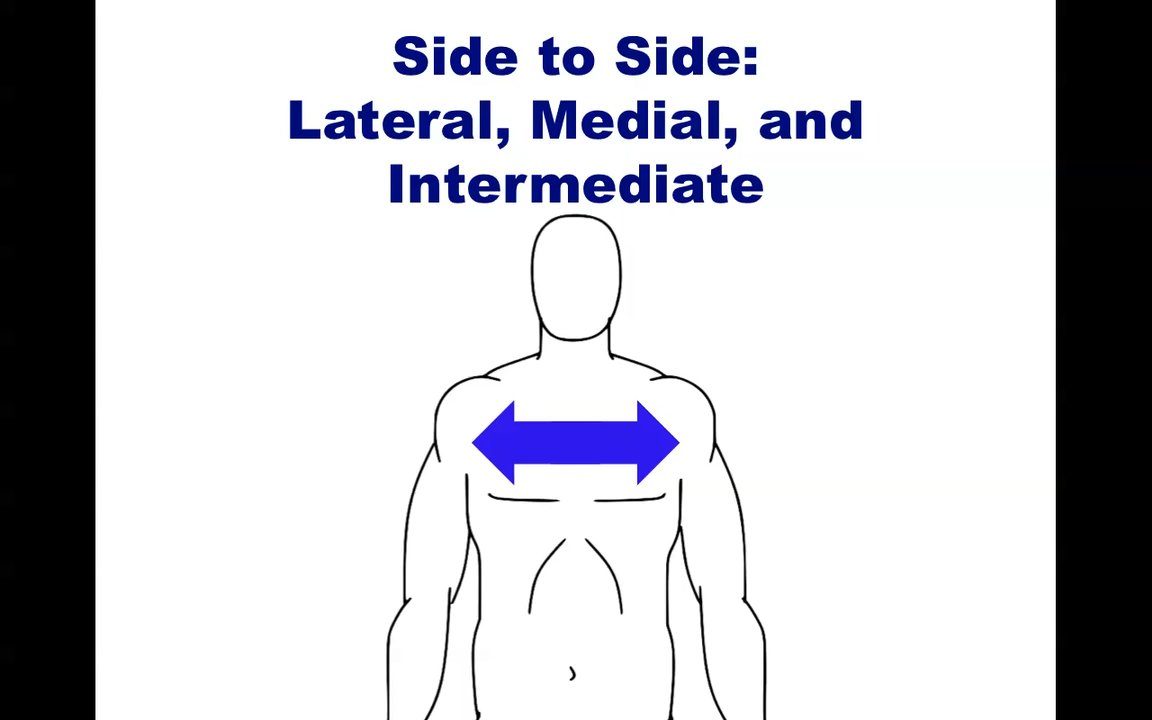 Side to Side:
Lateral, Medial, and
Intermediate